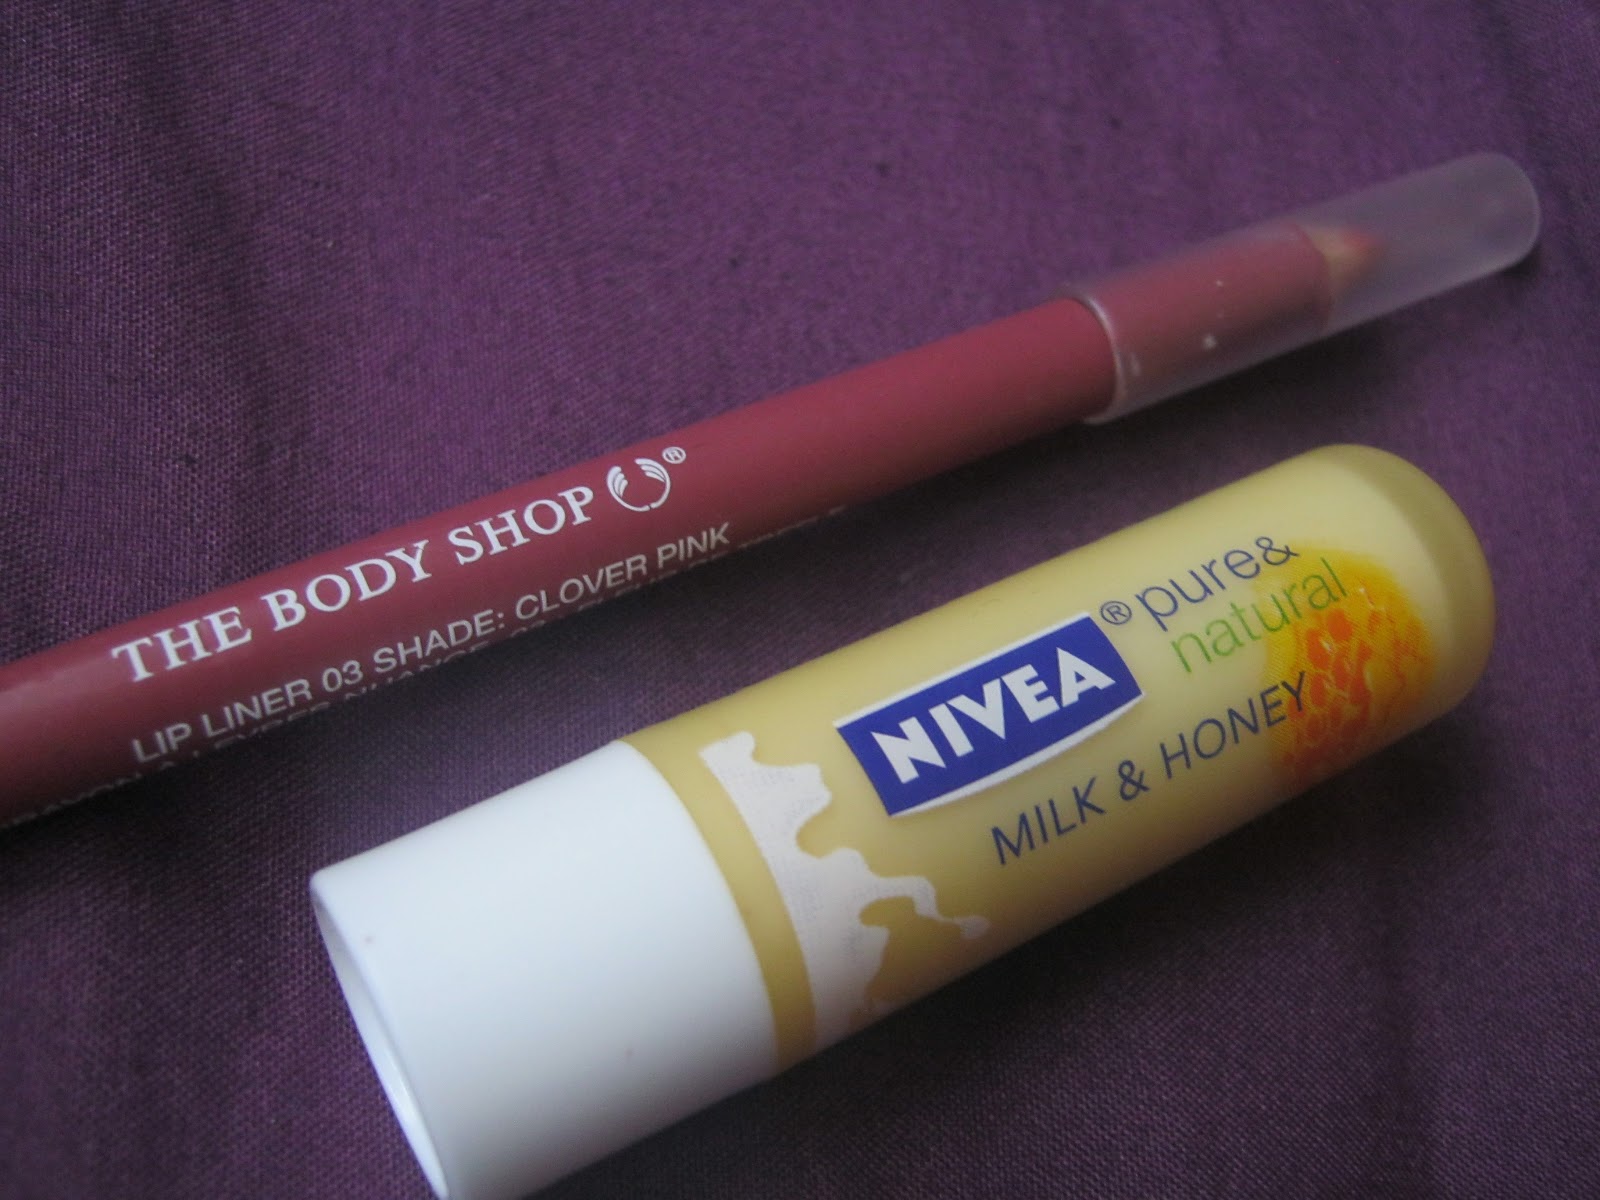 THE BODY SHOP ®
LIP LINER 03 SHADE: CLOVER PINK
NIVEA ® pure &
natural
MILK & HONEY